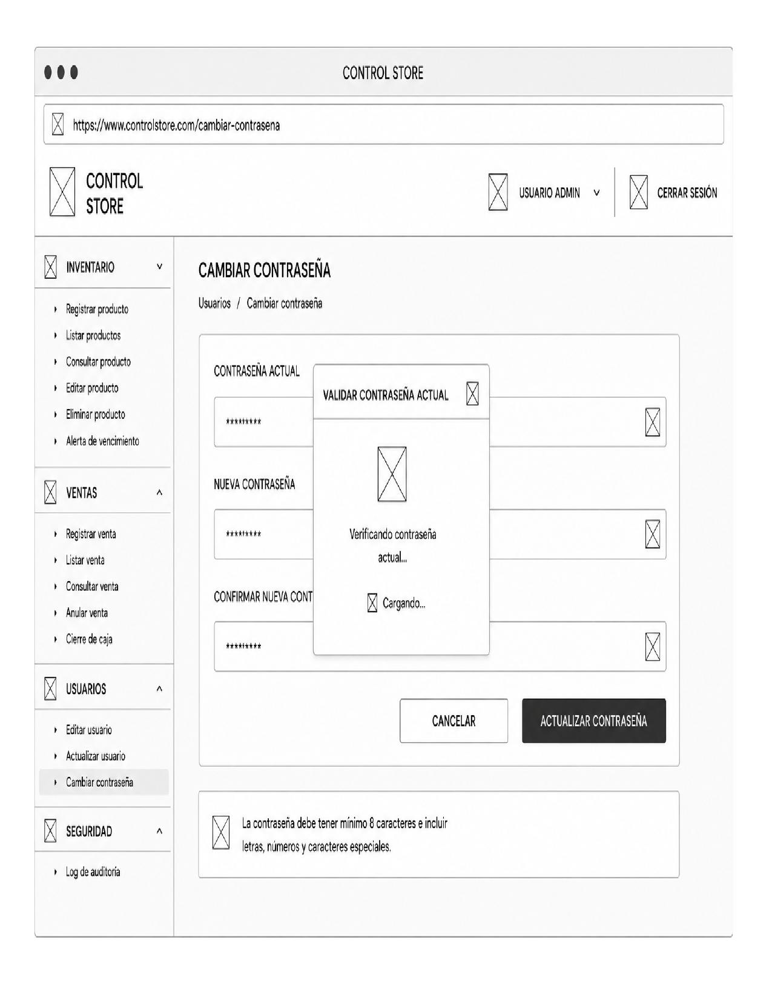 CONTROL STORE
https://www.controlstore.com/cambiar-contrasena
CONTROL
STORE
USUARIO ADMIN
CERRAR SESIÓN
INVENTARIO
Registrar producto
Listar productos
Consultar producto
Editar producto
Eliminar producto
Alerta de vencimiento
VENTAS
Registrar venta
Listar venta
Consultar venta
Anular venta
Cierre de caja
USUARIOS
Editar usuario
Actualizar usuario
Cambiar contraseña
SEGURIDAD
Log de auditoría
CAMBIAR CONTRASEÑA
Usuarios / Cambiar contraseña
CONTRASEÑA ACTUAL
*********
NUEVA CONTRASEÑA
*********
CONFIRMAR NUEVA CONT
*********
VALIDAR CONTRASEÑA ACTUAL
Verificando contraseña
actual...
Cargando...
CANCELAR
ACTUALIZAR CONTRASEÑA
La contraseña debe tener mínimo 8 caracteres e incluir
letras, números y caracteres especiales.